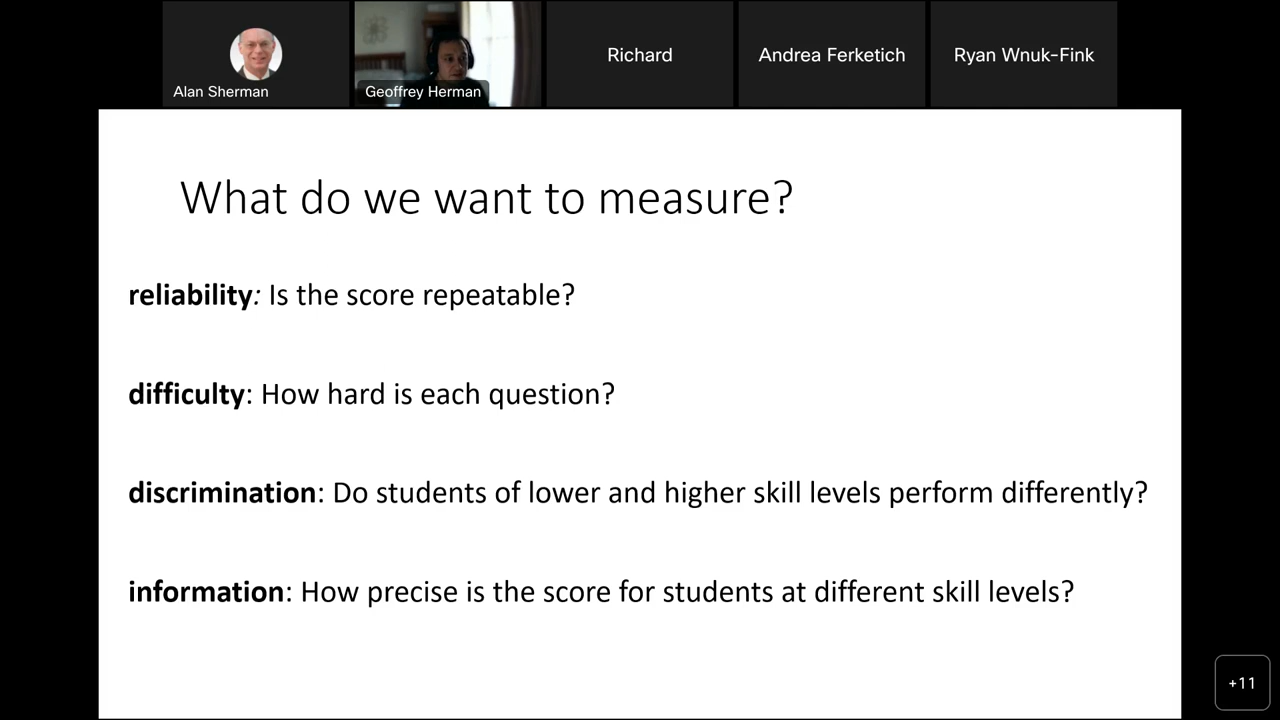 Alan Sherman
Geoffrey Herman
Richard
Andrea Ferketich
Ryan Wnuk-Fink
What do we want to measure?
reliability: Is the score repeatable?
difficulty: How hard is each question?
discrimination: Do students of lower and higher skill levels perform differently?
information: How precise is the score for students at different skill levels?
+11